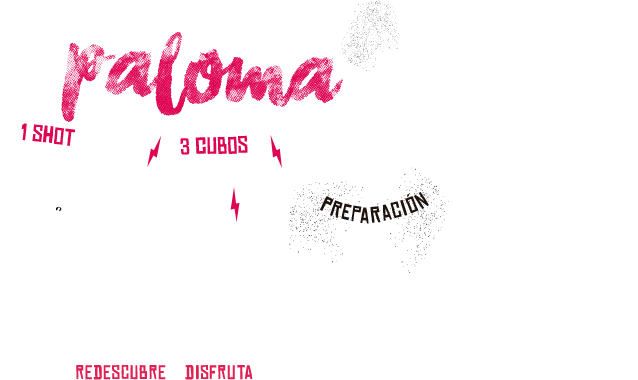 paloma
1 SHOT
3 CUBOS
PREPARACIÓN
REDESCUBRE DISFRUTA